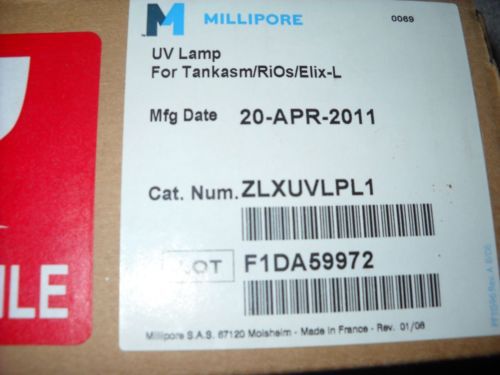 MILLIPORE
0069
UV Lamp
For Tankasm/RiOs/Elix-L
Mfg Date 20-APR-2011
Cat. Num. ZLXUVLPL1
LOT F1DA59972
ILE
Millipore S.A.S. 67120 Molsheim - Made in France - Rev. 01/08